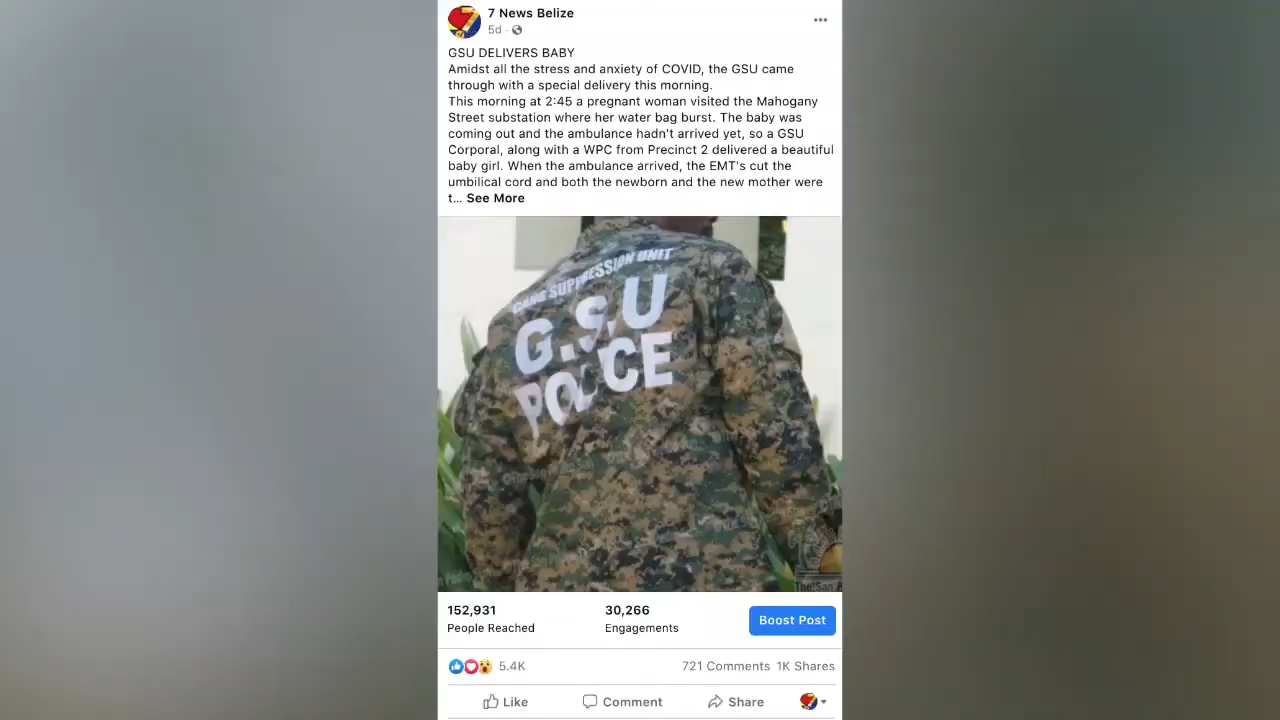 7 News Belize
5d
GSU DELIVERS BABY
Amidst all the stress and anxiety of COVID, the GSU came
through with a special delivery this morning.
This morning at 2:45 a pregnant woman visited the Mahogany
Street substation where her water bag burst. The baby was
coming out and the ambulance hadn't arrived yet, so a GSU
Corporal, along with a WPC from Precinct 2 delivered a beautiful
baby girl. When the ambulance arrived, the EMT's cut the
umbilical cord and both the newborn and the new mother were
t... See More
GANG SUPPRESSION UNIT
G.S.U
POLICE
152,931
People Reached
30,266
Engagements
Boost Post
5.4K
721 Comments 1K Shares
Like
Comment
Share